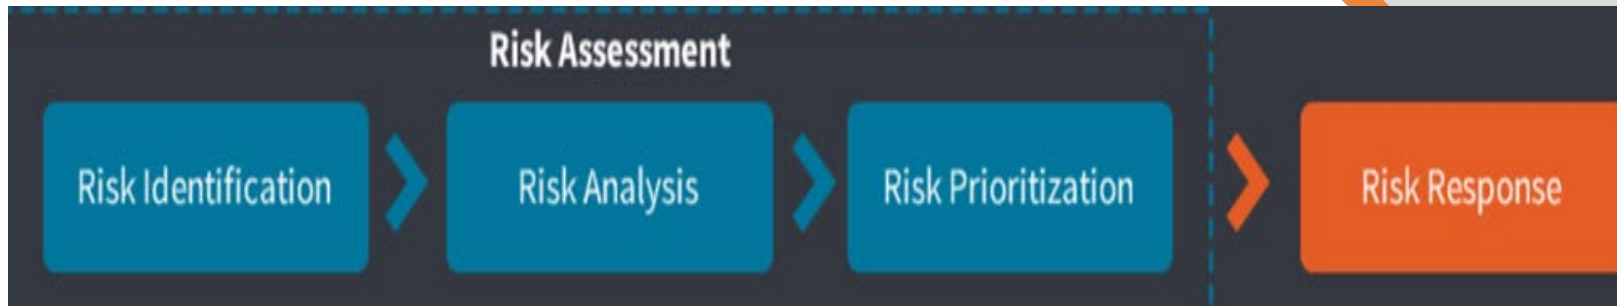 Risk Assessment
Risk Identification
Risk Analysis
Risk Prioritization
Risk Response